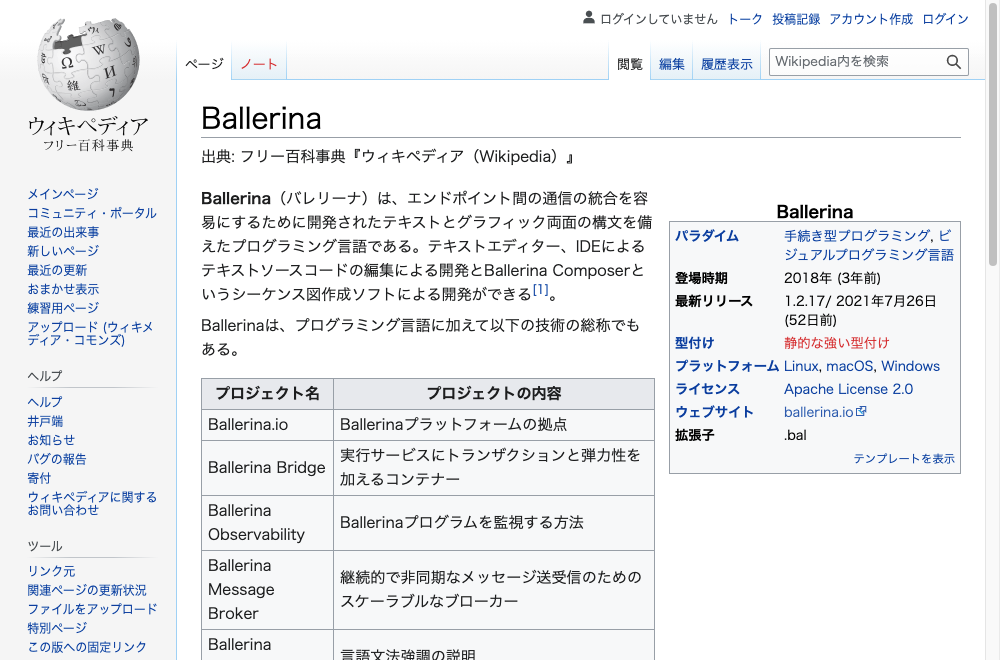 ログインしていません トーク 投稿記録 アカウント作成 ログイン
ページ ノート 閲覧 編集 履歴表示 Wikipedia内を検索
ウィキペディア
フリー百科事典
メインページ
コミュニティ・ポータル
最近の出来事
新しいページ
最近の更新
おまかせ表示
練習用ページ
アップロード (ウィキメ
ディア・コモンズ)
ヘルプ
ヘルプ
井戸端
お知らせ
バグの報告
寄付
ウィキペディアに関する
お問い合わせ
ツール
リンク元
関連ページの更新状況
ファイルをアップロード
特別ページ
この版への固定リンク
Ballerina
出典: フリー百科事典『ウィキペディア（Wikipedia）』
Ballerina（バレリーナ）は、エンドポイント間の通信の統合を容
易にするために開発されたテキストとグラフィック両面の構文を備
えたプログラミング言語である。テキストエディター、IDEによる
テキストソースコードの編集による開発とBallerina Composerと
いうシーケンス図作成ソフトによる開発ができる[1]。
Ballerinaは、プログラミング言語に加えて以下の技術の総称でも
ある。
プロジェクト名 プロジェクトの内容
Ballerina.io Ballerinaプラットフォームの拠点
Ballerina Bridge 実行サービスにトランザクションと弾力性を
加えるコンテナー
Ballerina
Observability Ballerinaプログラムを監視する方法
Ballerina
Message
Broker 継続的で非同期なメッセージ送受信のための
スケーラブルなブローカー
Ballerina
言語文法強調の説明
Ballerina
パラダイム 手続き型プログラミング, ビ
ジュアルプログラミング言語
登場時期 2018年 (3年前)
最新リリース 1.2.17/ 2021年7月26日
(52日前)
型付け 静的な強い型付け
プラットフォーム Linux, macOS, Windows
ライセンス Apache License 2.0
ウェブサイト ballerina.io
拡張子 .bal
テンプレートを表示